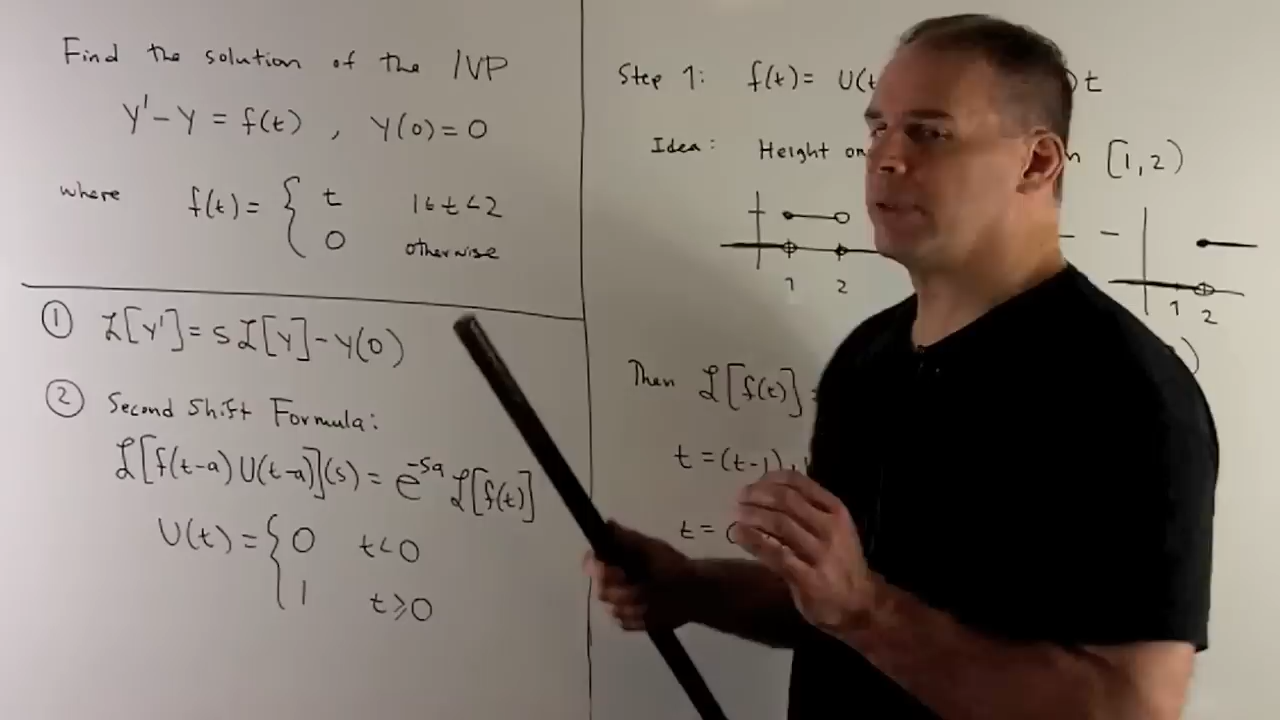 Find the solution of the IVP
y' - y = f(t) , y(0) = 0
where f(t) = { t 1 ≤ t < 2
0 otherwise
① ℒ[y'] = sℒ[y] - y(0)
② Second Shift Formula:
ℒ[f(t-a) U(t-a)](s) = e^{-sa} ℒ[f(t)]
U(t) = { 0 t < 0
1 t ≥ 0
Step 1: f(t) = U(t ) t
Idea: Height on [1, 2)
1 2
1 2
)
Then ℒ[f(t)] =
t = (t-1)
t = (